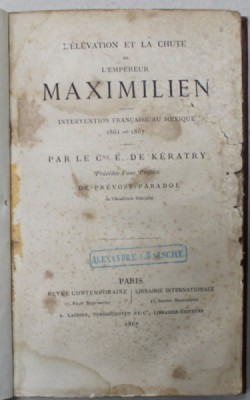 L'ÉLÉVATION ET LA CHUTE
DE
L'EMPEREUR
MAXIMILIEN
INTERVENTION FRANÇAISE AU MEXIQUE
1861 — 1867
PAR LE Cte É. DE KÉRATRY
Précédée d'une Préface
DE PRÉVOST-PARADOL
de l'Académie française
ALEXANDRE
PARIS
REVUE CONTEMPORAINE
LIBRAIRIE INTERNATIONALE
A. LACROIX, VERBOECKHOVEN ET Ce, LIBRAIRES-ÉDITEURS
1867